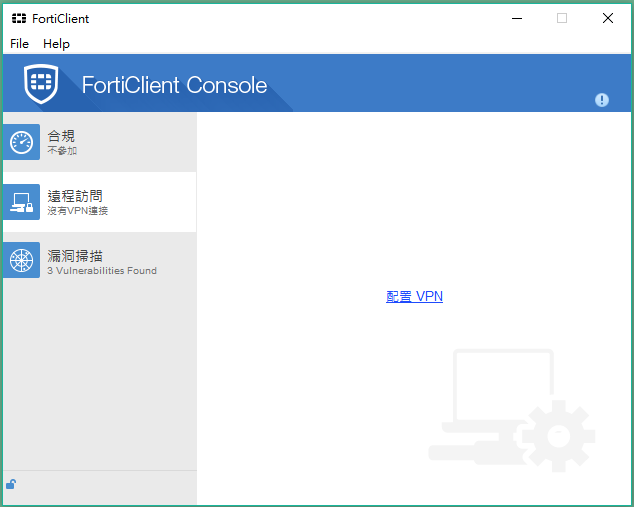 FortiClient
File Help
FortiClient Console
合規
不參加
遠程訪問
沒有VPN連接
漏洞掃描
3 Vulnerabilities Found
配置 VPN